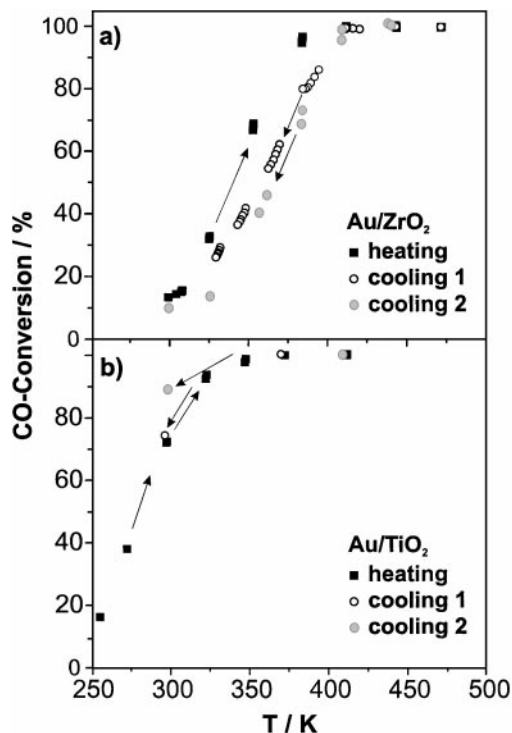 a)
100
80
60
40
20
0
Au/ZrO₂
heating
cooling 1
cooling 2
CO-Conversion / %
b)
80
60
40
20
0
Au/TiO₂
heating
cooling 1
cooling 2
250 300 350 400 450 500
T / K